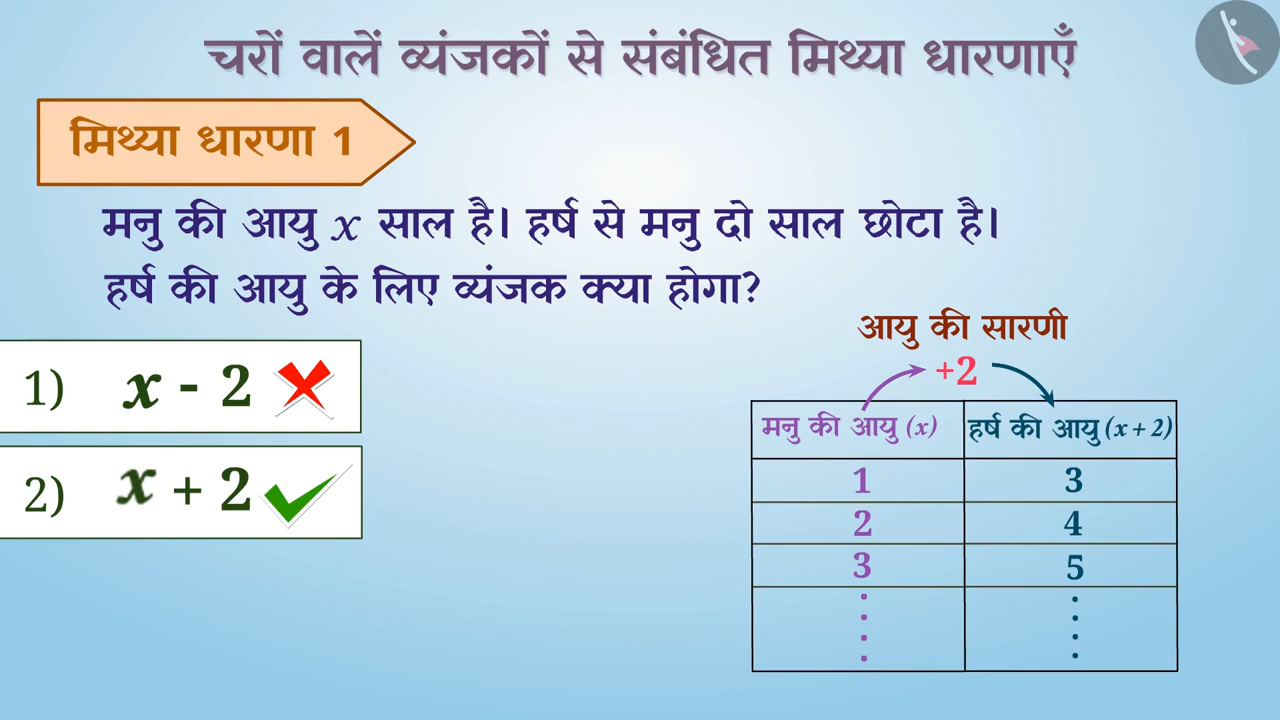 चरों वालें व्यंजकों से संबंधित मिथ्या धारणाएँ
मिथ्या धारणा 1
मनु की आयु x साल है। हर्ष से मनु दो साल छोटा है।
हर्ष की आयु के लिए व्यंजक क्या होगा?
1) x - 2
2) x + 2
आयु की सारणी
+2
मनु की आयु (x) हर्ष की आयु (x + 2)
1 3
2 4
3 5